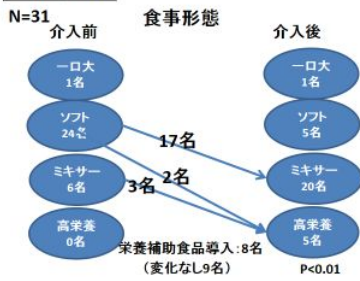 N=31
食事形態
介入前
介入後
一口大
1名
ソフト
24名
ミキサー
6名
高栄養
0名
17名
2名
3名
一口大
1名
ソフト
5名
ミキサー
20名
高栄養
5名
栄養補助食品導入:8名
(変化なし9名)
P<0.01